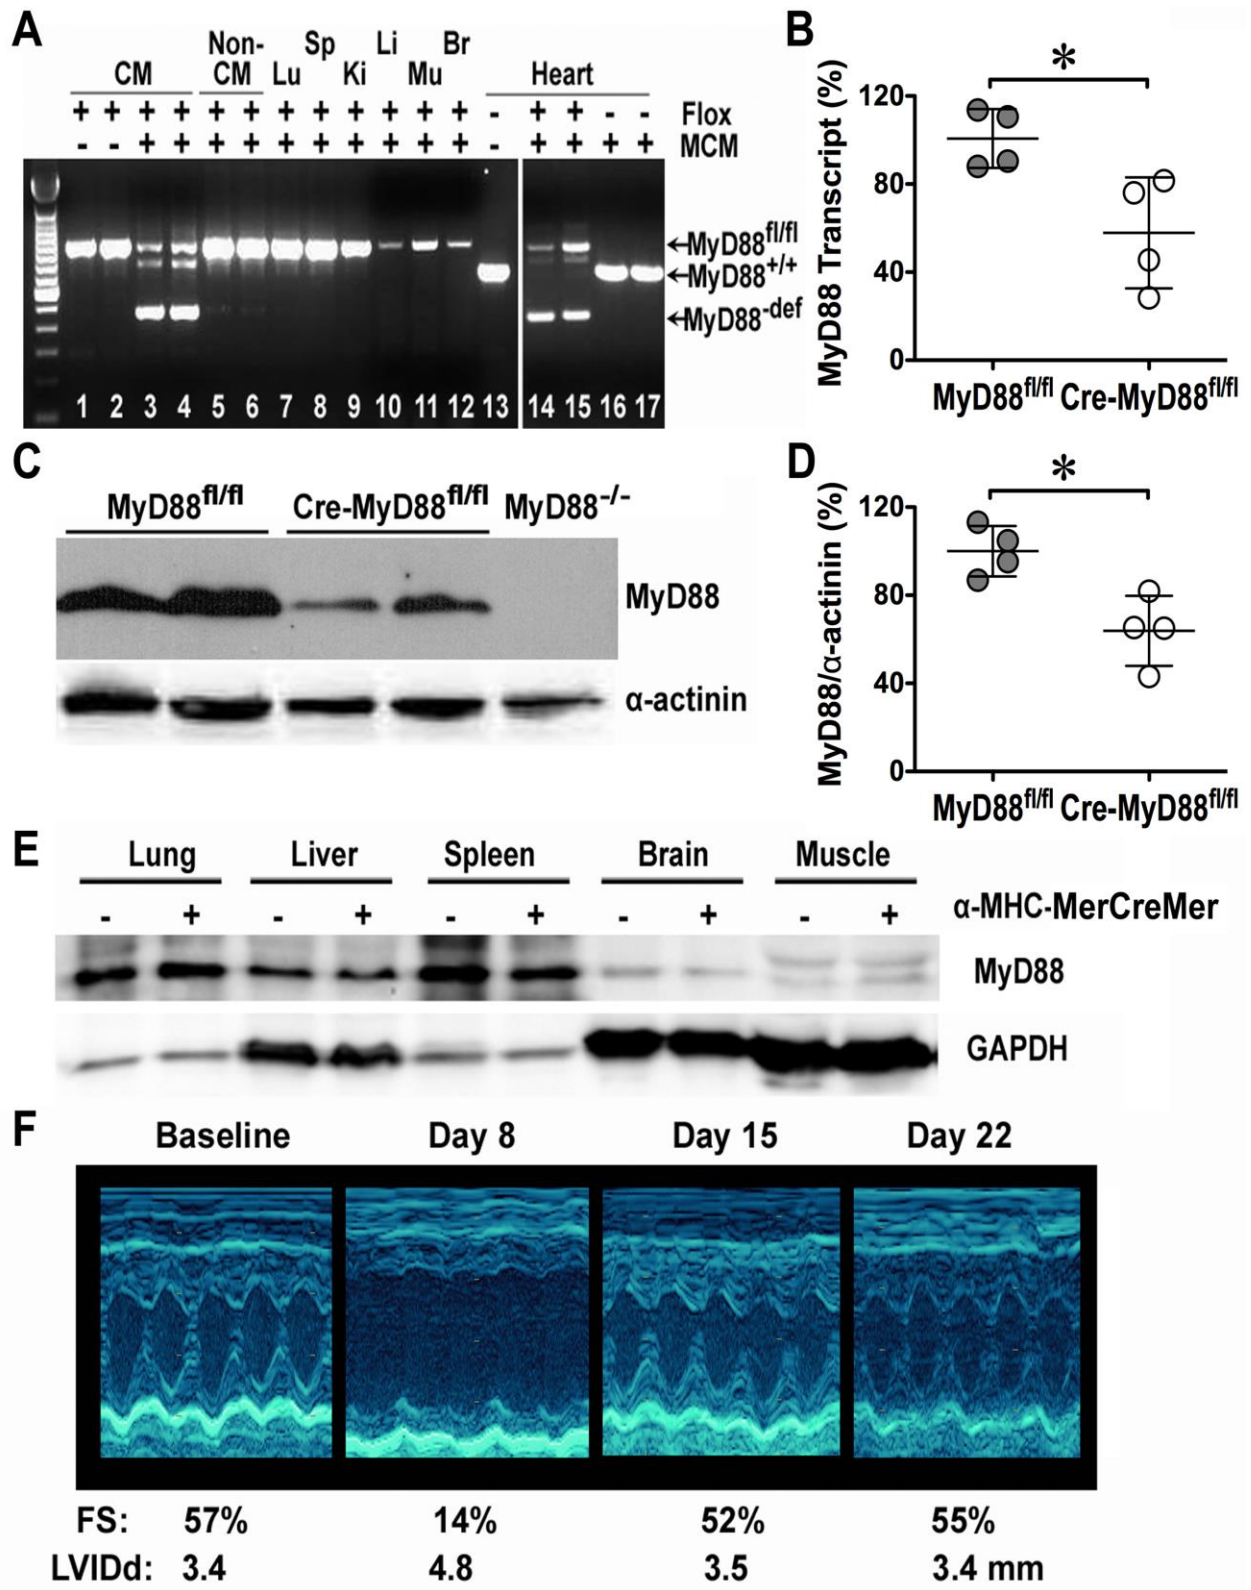 A
Non- Sp Li Br
CM CM Lu Ki Mu Heart
+ + + + + + + + + + + + - + + - - Flox
- - + + + + + + + + + + - + + + + MCM
←MyD88fl/fl
←MyD88+/+
←MyD88-def
1 2 3 4 5 6 7 8 9 10 11 12 13 14 15 16 17
B
*
MyD88 Transcript (%)
120
80
40
0
MyD88fl/fl Cre-MyD88fl/fl
C
MyD88fl/fl Cre-MyD88fl/fl MyD88-/-
MyD88
α-actinin
D
*
MyD88/α-actinin (%)
120
80
40
0
MyD88fl/fl Cre-MyD88fl/fl
E
Lung Liver Spleen Brain Muscle
- + - + - + - + - + α-MHC-MerCreMer
MyD88
GAPDH
F
Baseline Day 8 Day 15 Day 22
FS: 57% 14% 52% 55%
LVIDd: 3.4 4.8 3.5 3.4 mm